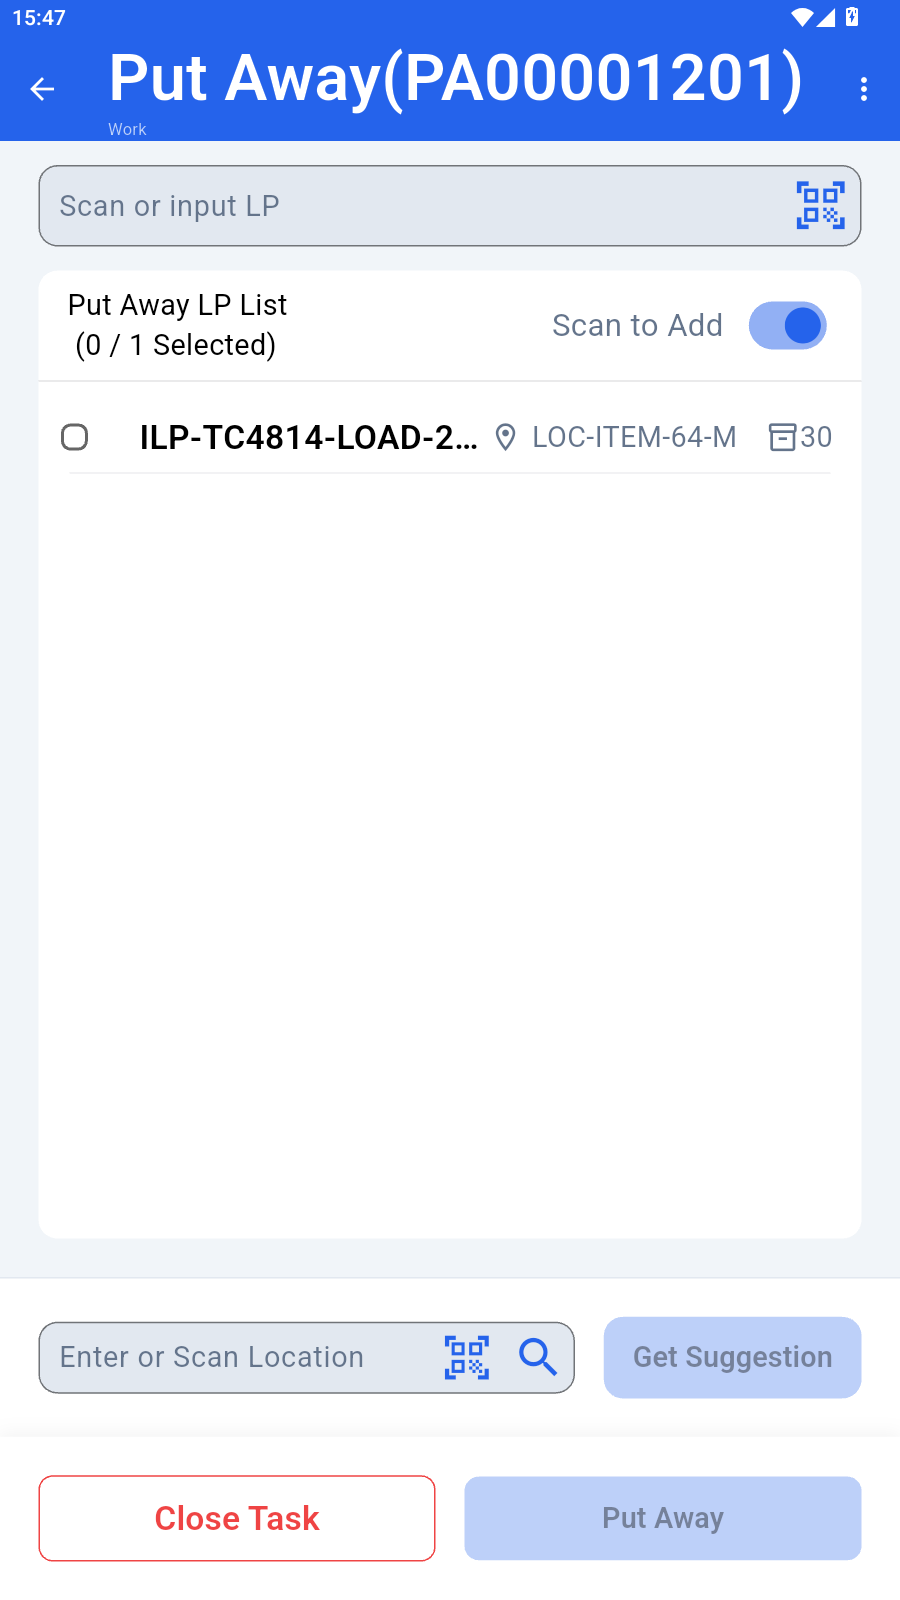 15:47
Put Away(PA00001201)
Work
Scan or input LP
Put Away LP List
(0 / 1 Selected)
Scan to Add
ILP-TC4814-LOAD-2…
LOC-ITEM-64-M
30
Enter or Scan Location
Get Suggestion
Close Task
Put Away